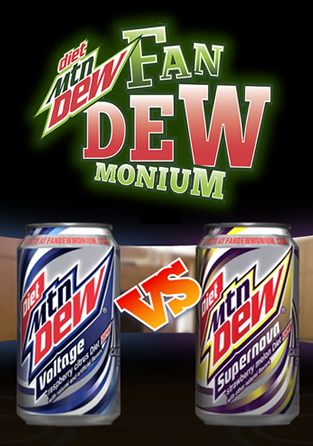 diet
Mtn
DEW
FAN
DEW
MONIUM
VOTE AT FANDEWMONIUM.COM
diet
Mtn
DEW
Voltage
raspberry citrus Diet
VS
VOTE AT FANDEWMONIUM.COM
diet
Mtn
DEW
Supernova
strawberry melon Diet